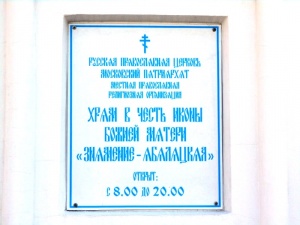 РУССКАЯ ПРАВОСЛАВНАЯ ЦЕРКОВЬ
МОСКОВСКИЙ ПАТРИАРХАТ
МЕСТНАЯ ПРАВОСЛАВНАЯ
РЕЛИГИОЗНАЯ ОРГАНИЗАЦИЯ
ХРАМ В ЧЕСТЬ ИКОНЫ
БОЖИЕЙ МАТЕРИ
«ЗНАМЕНИЕ-АБАЛАЦКАЯ»
ОТКРЫТ:
С 8.00 ДО 20.00